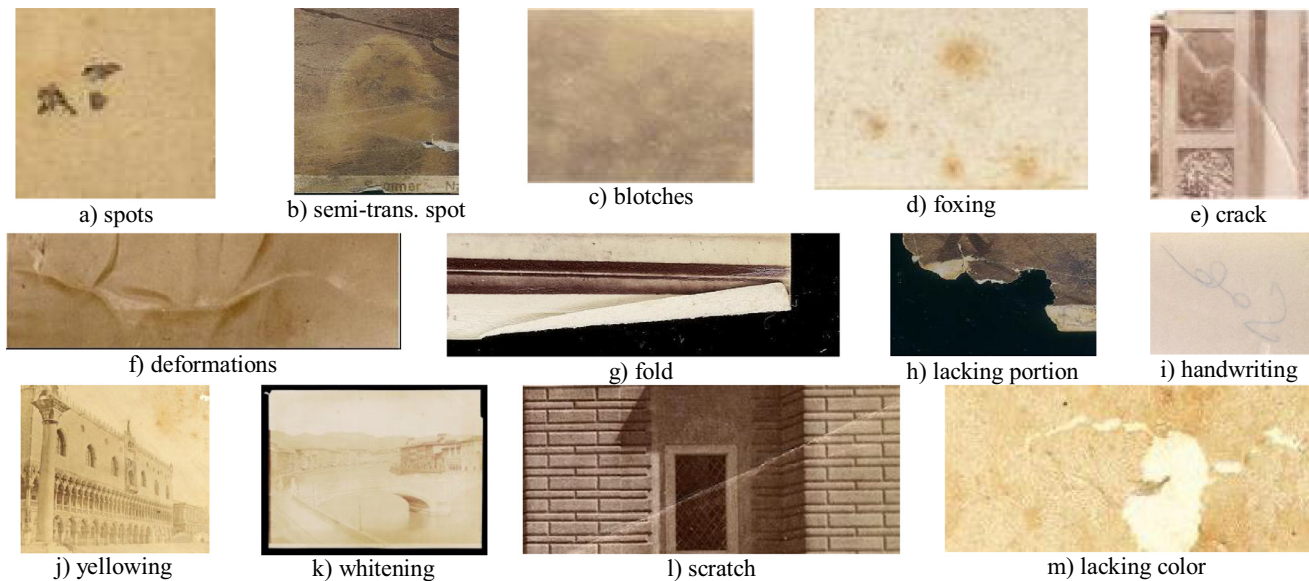 a) spots
b) semi-trans. spot
c) blotches
d) foxing
e) crack
f) deformations
g) fold
h) lacking portion
i) handwriting
j) yellowing
k) whitening
l) scratch
m) lacking color